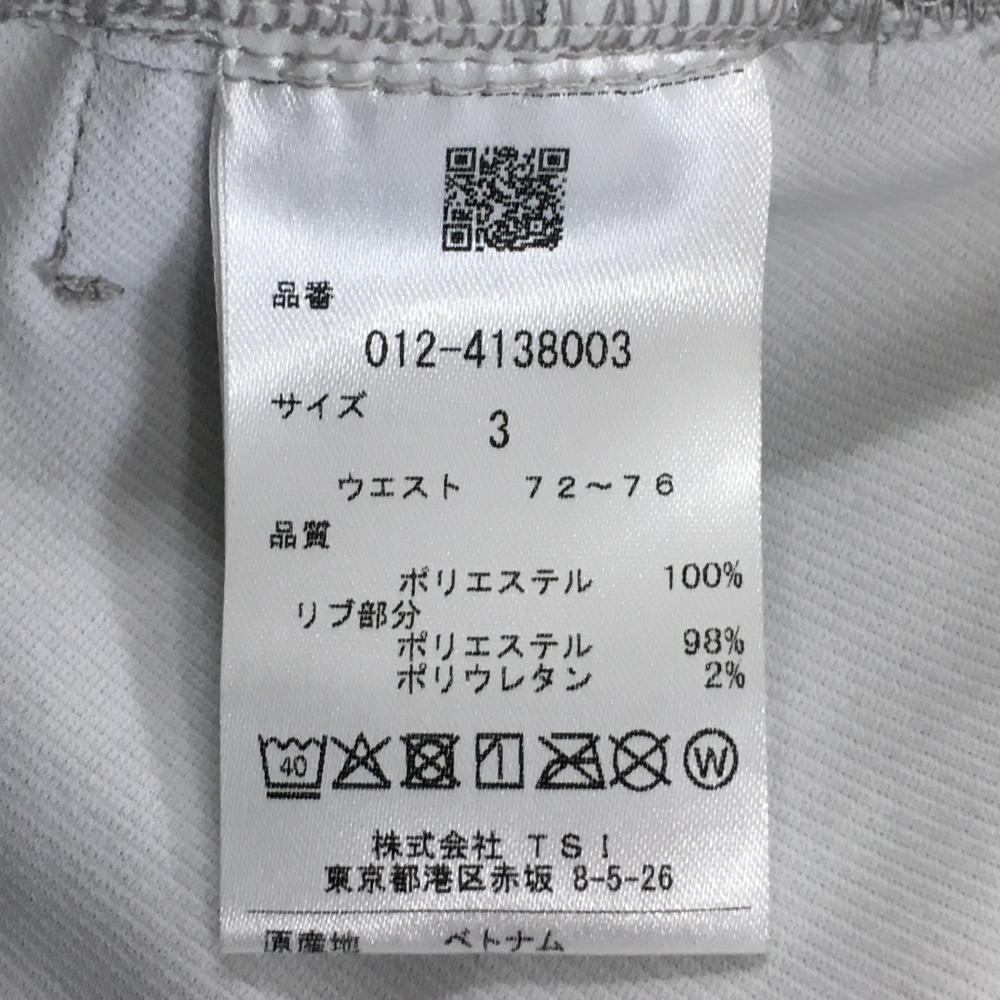 品番
012-4138003
サイズ
3
ウエスト 72~76
品質
ポリエステル 100%
リブ部分
ポリエステル 98%
ポリウレタン 2%
40
W
株式会社 TSI
東京都港区赤坂 8-5-26
原産地 ベトナム